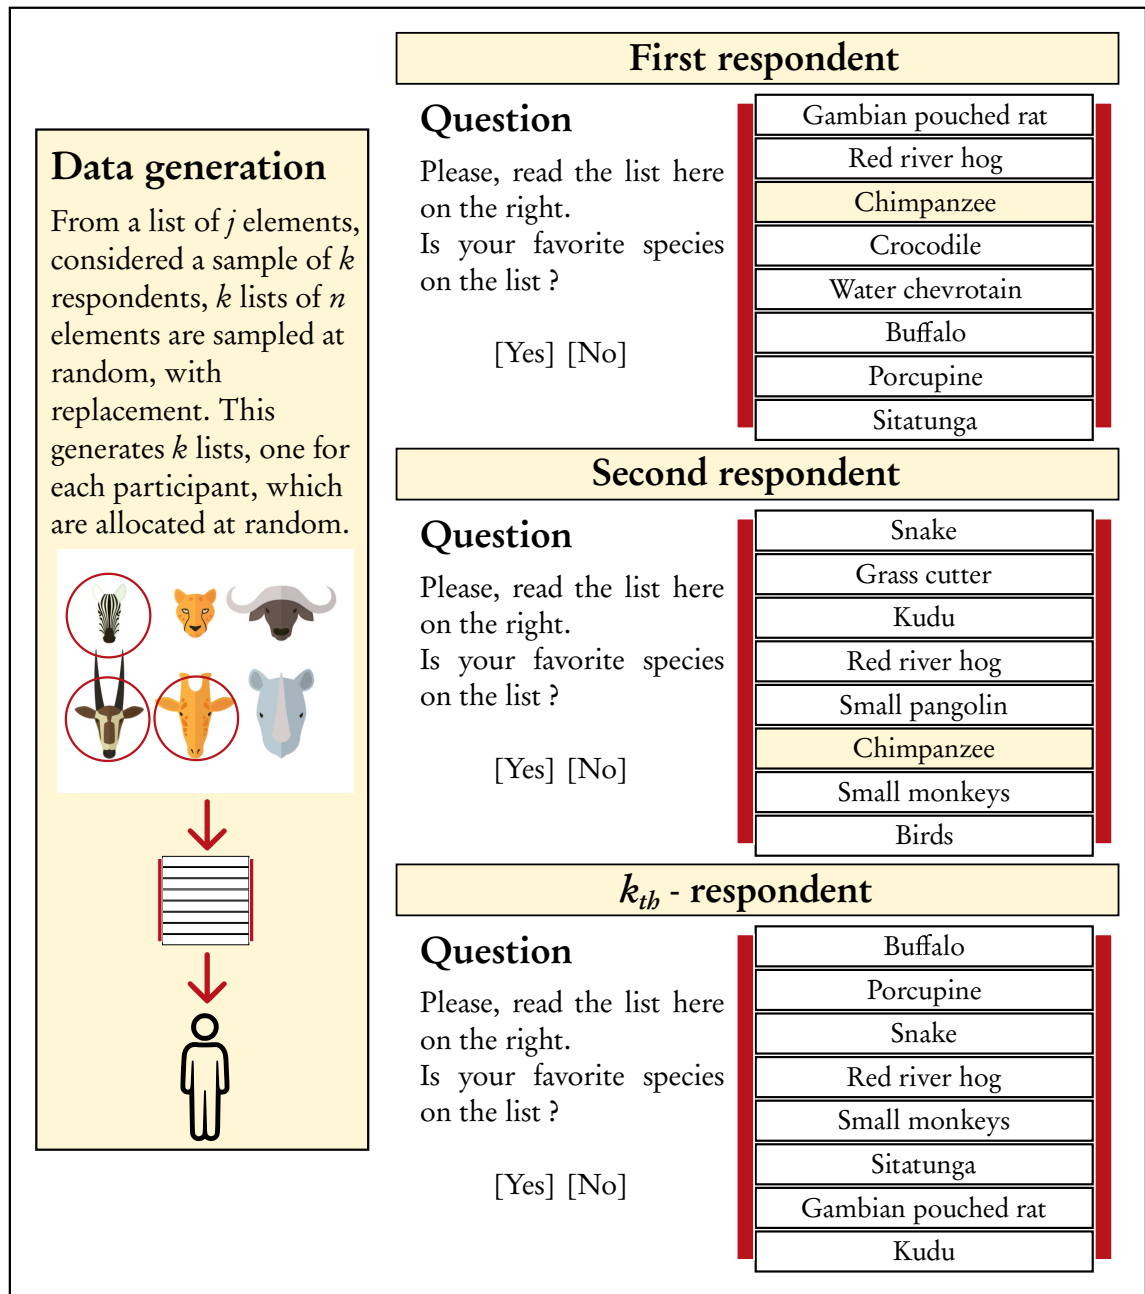 Data generation
From a list of j elements,
considered a sample of k
respondents, k lists of n
elements are sampled at
random, with
replacement. This
generates k lists, one for
each participant, which
are allocated at random.
First respondent
Question
Please, read the list here
on the right.
Is your favorite species
on the list ?
[Yes] [No]
Gambian pouched rat
Red river hog
Chimpanzee
Crocodile
Water chevrotain
Buffalo
Porcupine
Sitatunga
Second respondent
Question
Please, read the list here
on the right.
Is your favorite species
on the list ?
[Yes] [No]
Snake
Grass cutter
Kudu
Red river hog
Small pangolin
Chimpanzee
Small monkeys
Birds
k_th - respondent
Question
Please, read the list here
on the right.
Is your favorite species
on the list ?
[Yes] [No]
Buffalo
Porcupine
Snake
Red river hog
Small monkeys
Sitatunga
Gambian pouched rat
Kudu